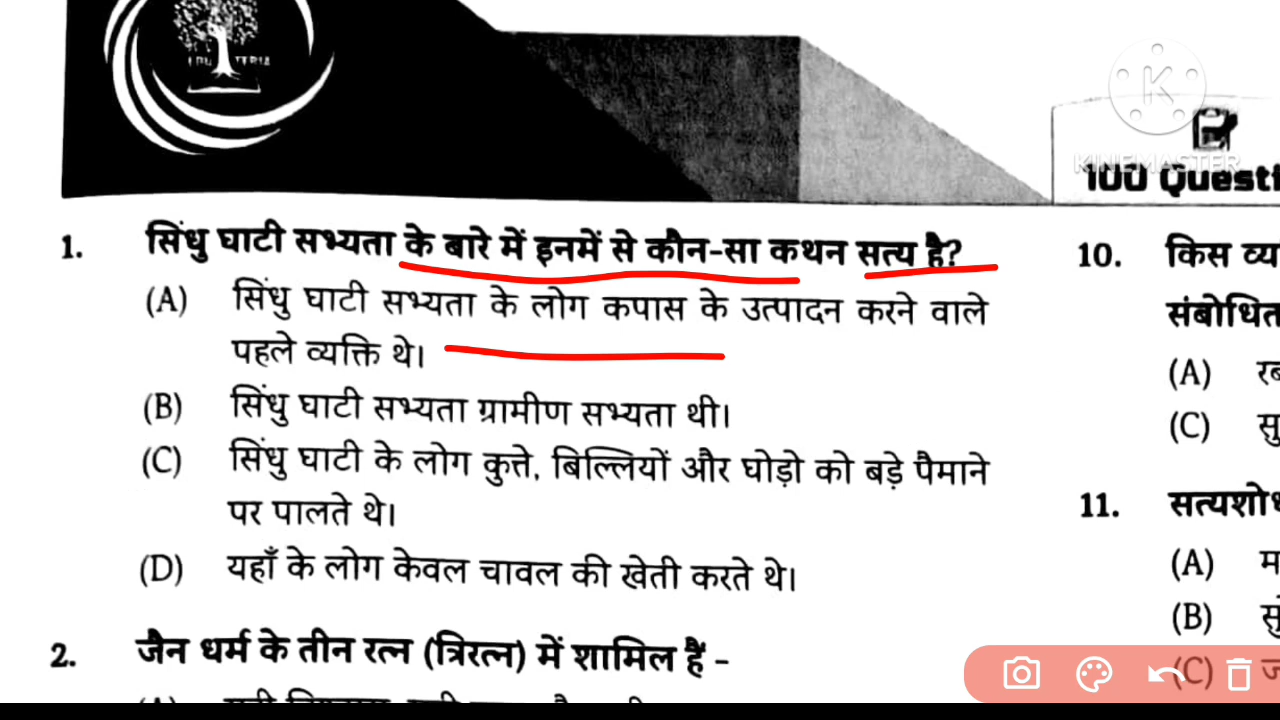 KINEMASTER
100 Questi
1. सिंधु घाटी सभ्यता के बारे में इनमें से कौन-सा कथन सत्य है?
(A) सिंधु घाटी सभ्यता के लोग कपास के उत्पादन करने वाले
पहले व्यक्ति थे।
(B) सिंधु घाटी सभ्यता ग्रामीण सभ्यता थी।
(C) सिंधु घाटी के लोग कुत्ते, बिल्लियों और घोड़ो को बड़े पैमाने
पर पालते थे।
(D) यहाँ के लोग केवल चावल की खेती करते थे।
2. जैन धर्म के तीन रत्न (त्रिरत्न) में शामिल हैं -
10. किस व्य
संबोधित
(A)
(C) सु
11. सत्यशोध
(A) म
(B) सु
(C) ज